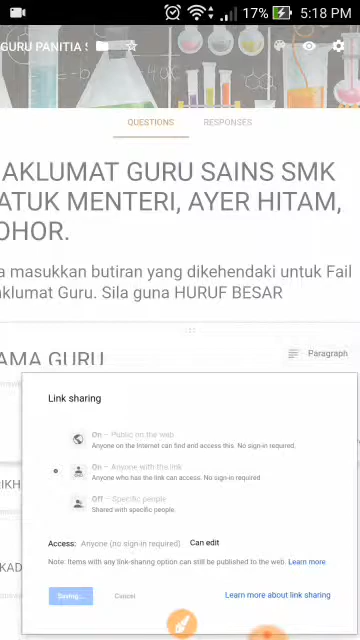 17% 5:18 PM
GURU PANITIA S
QUESTIONS RESPONSES
AKLUMAT GURU SAINS SMK
ATUK MENTERI, AYER HITAM,
OHOR.
a masukkan butiran yang dikehendaki untuk Fail
aklumat Guru. Sila guna HURUF BESAR
AMA GURU
Paragraph
Link sharing
On – Public on the web
Anyone on the Internet can find and access this. No sign-in required.
On – Anyone with the link
Anyone who has the link can access. No sign-in required
Off – Specific people
Shared with specific people.
RIKH
Access: Anyone (no sign-in required) Can edit
Note: Items with any link-sharing option can still be published to the web. Learn more
KAD
Saving... Cancel Learn more about link sharing